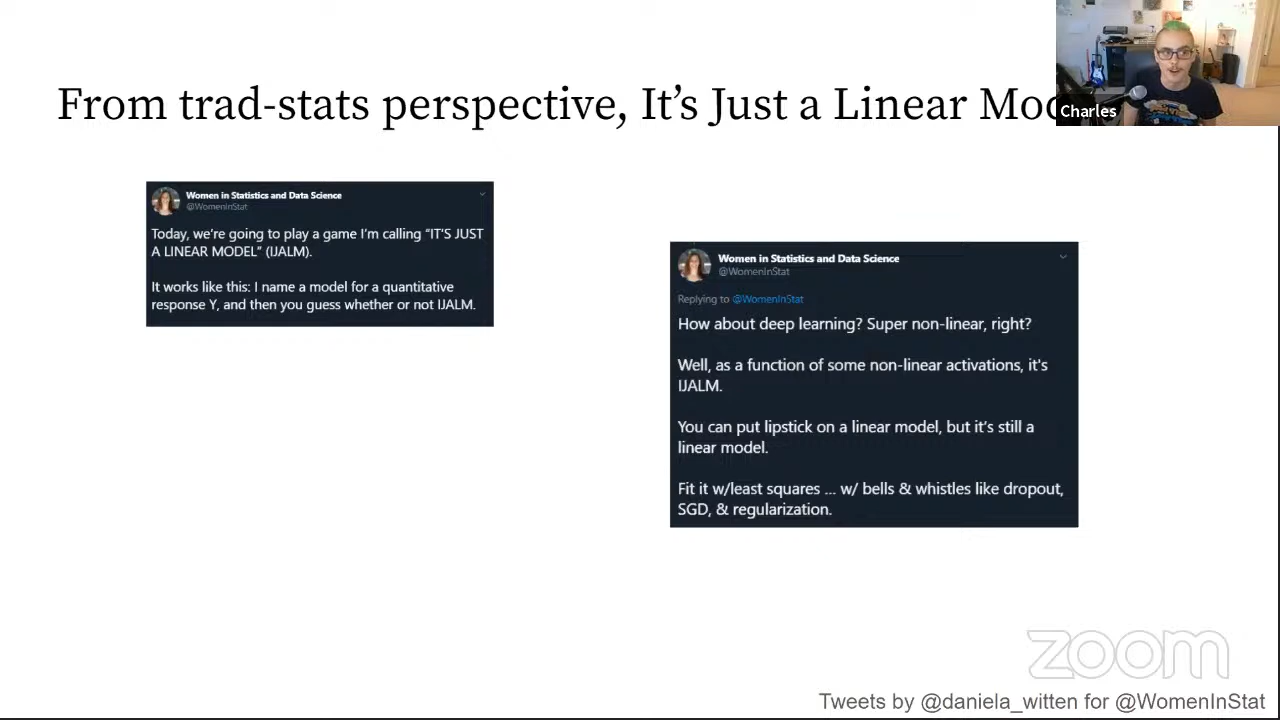 From trad-stats perspective, It's Just a Linear Mo
Charles
Women in Statistics and Data Science
@WomenInStat
Today, we're going to play a game I'm calling “IT'S JUST
A LINEAR MODEL” (IJALM).
It works like this: I name a model for a quantitative
response Y, and then you guess whether or not IJALM.
Women in Statistics and Data Science
@WomenInStat
Replying to @WomenInStat
How about deep learning? Super non-linear, right?
Well, as a function of some non-linear activations, it's
IJALM.
You can put lipstick on a linear model, but it's still a
linear model.
Fit it w/least squares ... w/ bells & whistles like dropout,
SGD, & regularization.
zoom
Tweets by @daniela_witten for @WomenInStat